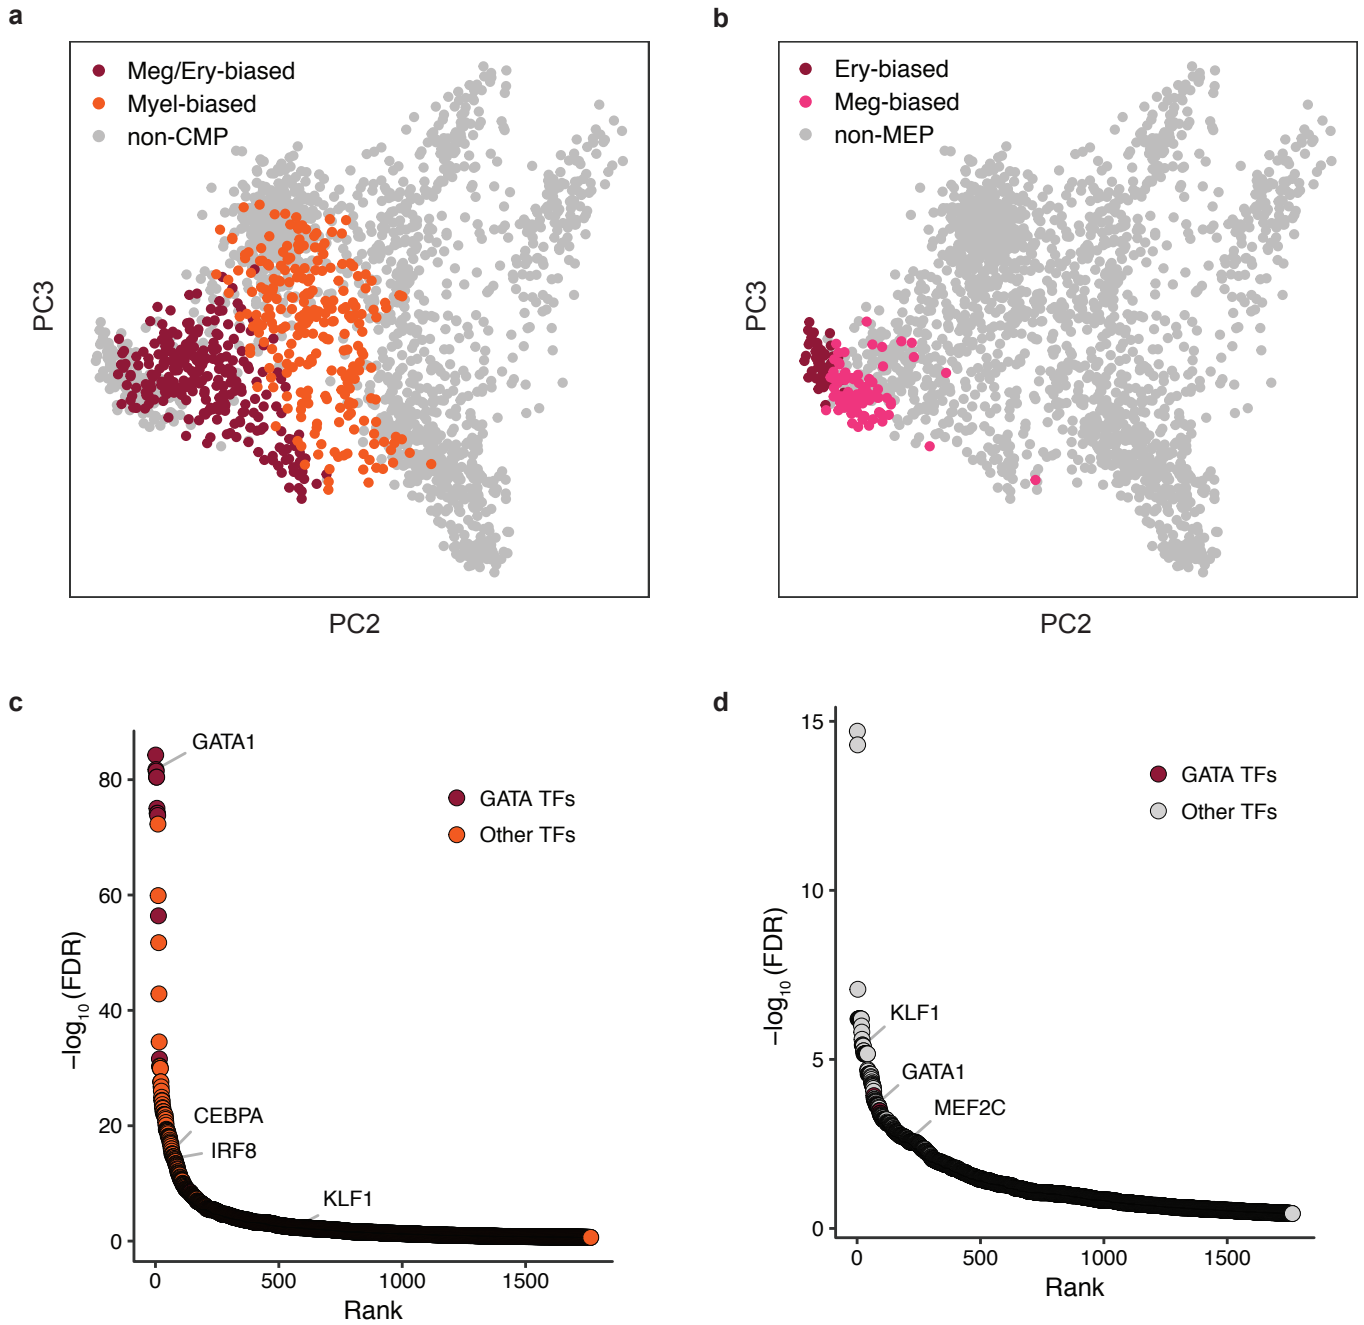 a
Meg/Ery-biased
Myel-biased
non-CMP
PC3
PC2
b
Ery-biased
Meg-biased
non-MEP
PC3
PC2
c
GATA1
GATA TFs
Other TFs
CEBPA
IRF8
KLF1
80
60
40
20
0
−log10 (FDR)
0 500 1000 1500
Rank
d
GATA TFs
Other TFs
KLF1
GATA1
MEF2C
15
10
5
0
−log10 (FDR)
0 500 1000 1500
Rank